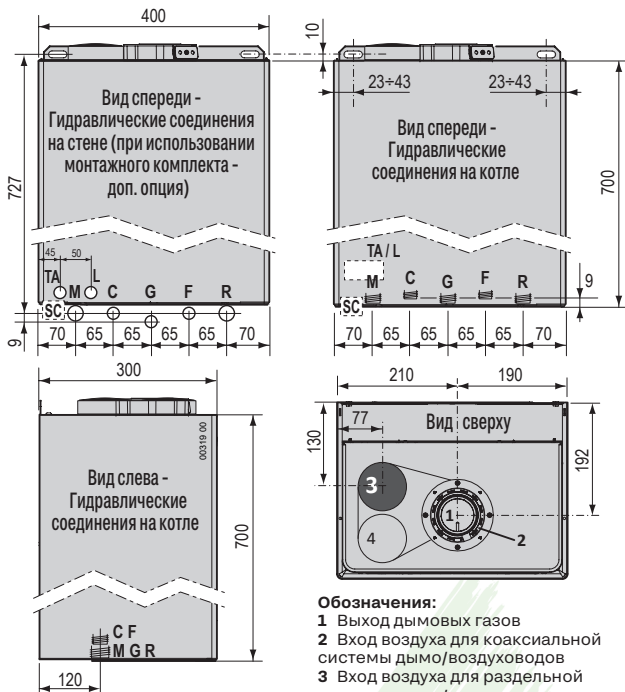 400
10
23÷43
23÷43
Вид спереди -
Гидравлические соединения
на стене (при использовании
монтажного комплекта -
доп. опция)
727
Вид спереди -
Гидравлические
соединения на котле
700
45
50
TA
L
M C G F R
SC
9
70 65 65 65 65 70
TA / L
M C G F R
9
SC
70 65 65 65 65 70
300
00319 00
Вид слева -
Гидравлические
соединения на котле
700
C F
M G R
120
210
190
77
Вид сверху
130
192
3
4
1
2
Обозначения:
1 Выход дымовых газов
2 Вход воздуха для коаксиальной
системы дымо/воздуховодов
3 Вход воздуха для раздельной